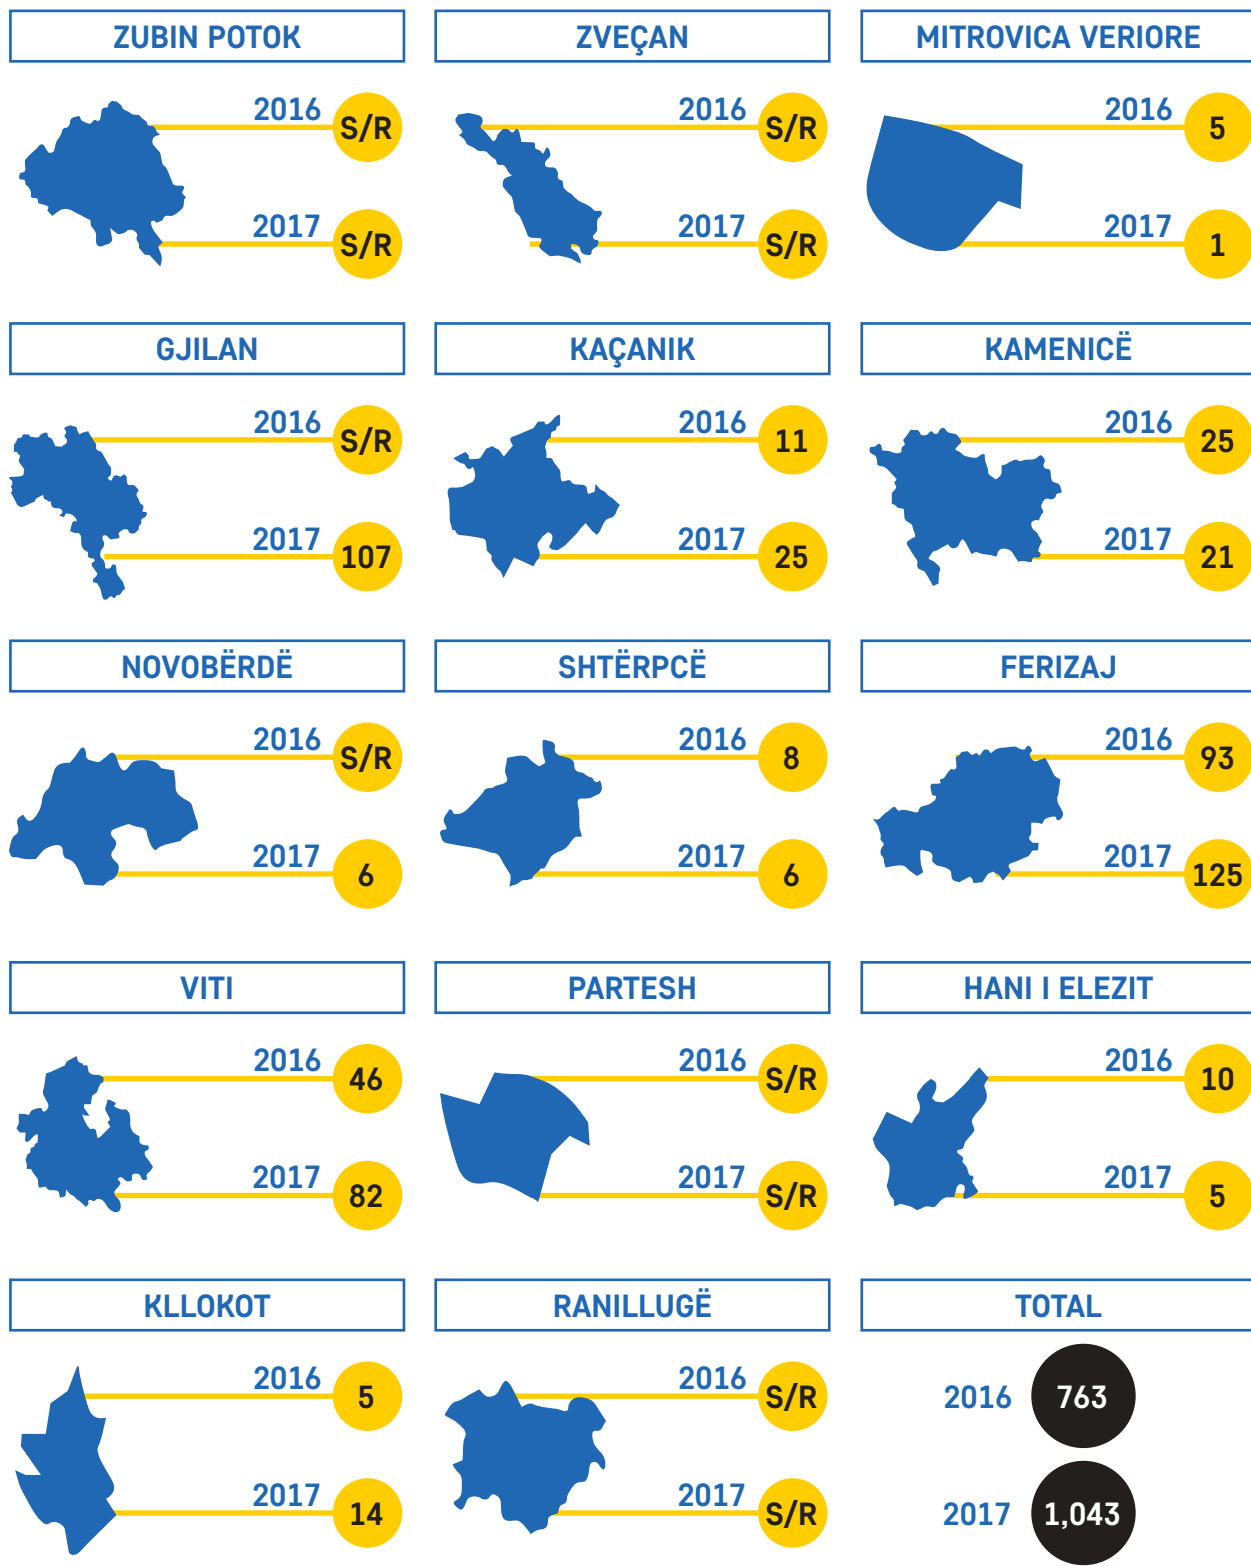 ZUBIN POTOK
2016 S/R
2017 S/R
ZVEÇAN
2016 S/R
2017 S/R
MITROVICA VERIORE
2016 5
2017 1
GJILAN
2016 S/R
2017 107
KAÇANIK
2016 11
2017 25
KAMENICË
2016 25
2017 21
NOVOBËRDË
2016 S/R
2017 6
SHTËRPCË
2016 8
2017 6
FERIZAJ
2016 93
2017 125
VITI
2016 46
2017 82
PARTESH
2016 S/R
2017 S/R
HANI I ELEZIT
2016 10
2017 5
KLLOKOT
2016 5
2017 14
RANILLUGË
2016 S/R
2017 S/R
TOTAL
2016 763
2017 1,043